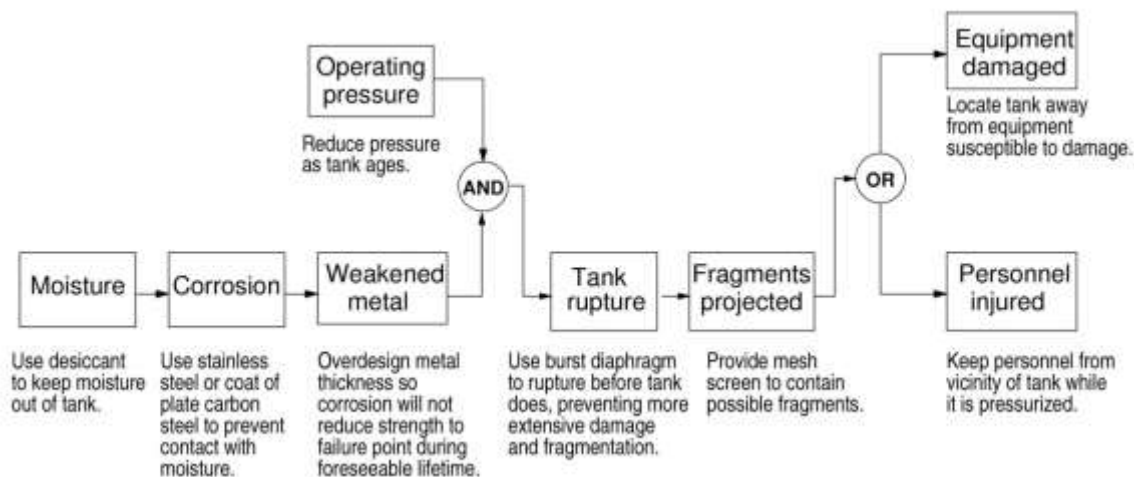 Operating
pressure
Reduce pressure
as tank ages.
AND
Equipment
damaged
Locate tank away
from equipment
susceptible to damage.
OR
Moisture
Use desiccant
to keep moisture
out of tank.
Corrosion
Use stainless
steel or coat of
plate carbon
steel to prevent
contact with
moisture.
Weakened
metal
Overdesign metal
thickness so
corrosion will not
reduce strength to
failure point during
foreseeable lifetime.
Tank
rupture
Use burst diaphragm
to rupture before tank
does, preventing more
extensive damage
and fragmentation.
Fragments
projected
Provide mesh
screen to contain
possible fragments.
Personnel
injured
Keep personnel from
vicinity of tank while
it is pressurized.